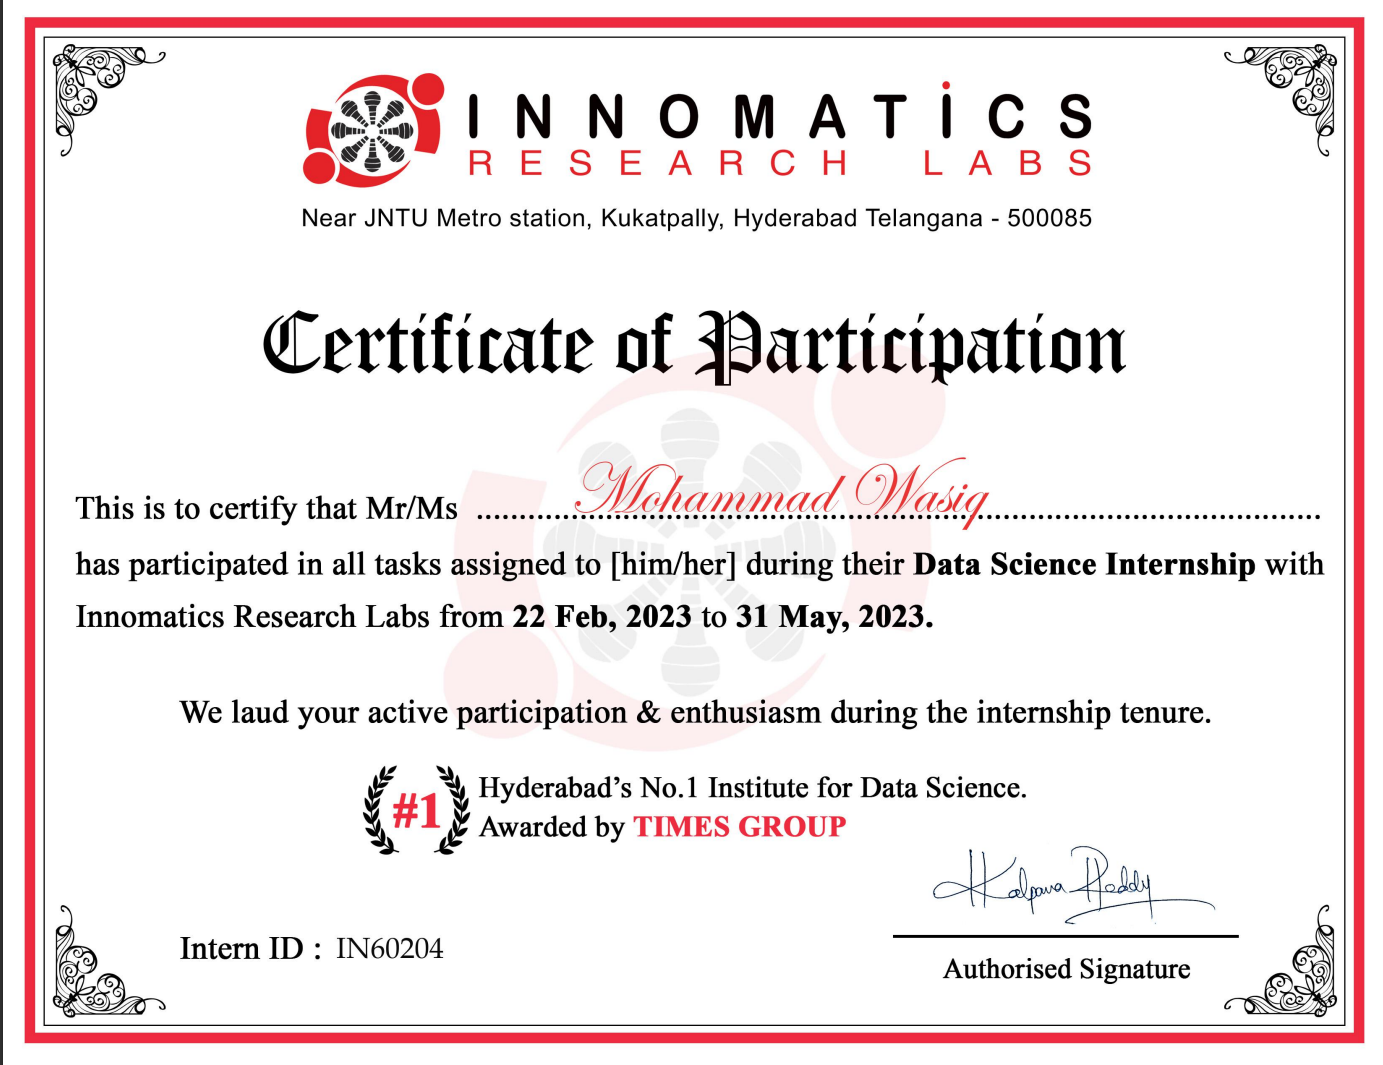 INNOMATICS
RESEARCH LABS
Near JNTU Metro station, Kukatpally, Hyderabad Telangana - 500085
Certificate of Participation
This is to certify that Mr/Ms Mohammad Wasiq
has participated in all tasks assigned to [him/her] during their Data Science Internship with
Innomatics Research Labs from 22 Feb, 2023 to 31 May, 2023.
We laud your active participation & enthusiasm during the internship tenure.
#1
Hyderabad's No.1 Institute for Data Science.
Awarded by TIMES GROUP
Kalpana Reddy
Intern ID : IN60204
Authorised Signature